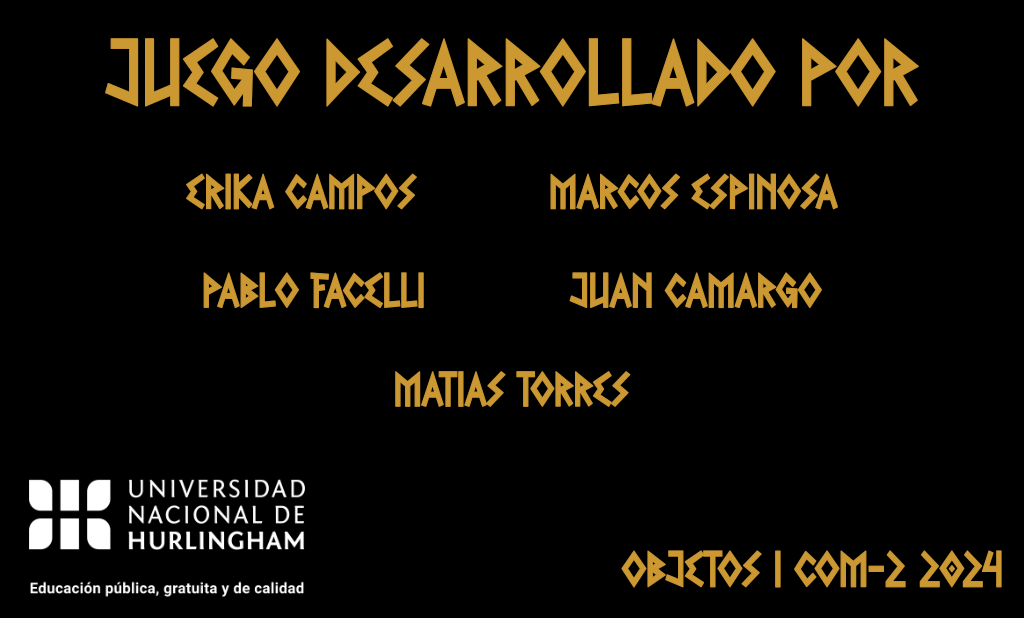 JUEGO DESARROLLADO POR
ERIKA CAMPOS
MARCOS ESPINOSA
PABLO FACELLI
JUAN CAMARGO
MATIAS TORRES
UNIVERSIDAD
NACIONAL DE
HURLINGHAM
Educación pública, gratuita y de calidad
OBJETOS | COM-2 2024